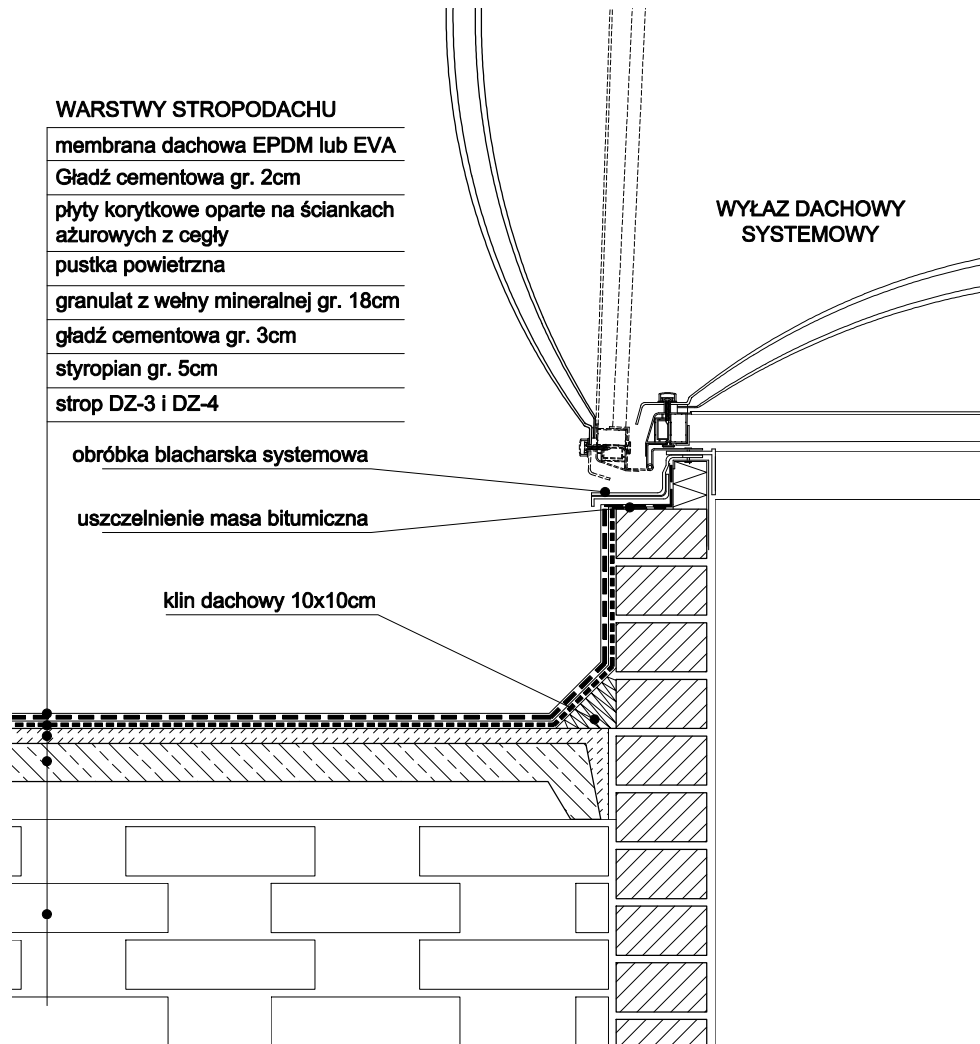 WARSTWY STROPODACHU
membrana dachowa EPDM lub EVA
Gładź cementowa gr. 2cm
płyty korytkowe oparte na ściankach
ażurowych z cegły
pustka powietrzna
granulat z wełny mineralnej gr. 18cm
gładź cementowa gr. 3cm
styropian gr. 5cm
strop DZ-3 i DZ-4
WYŁAZ DACHOWY
SYSTEMOWY
obróbka blacharska systemowa
uszczelnienie masa bitumiczna
klin dachowy 10x10cm